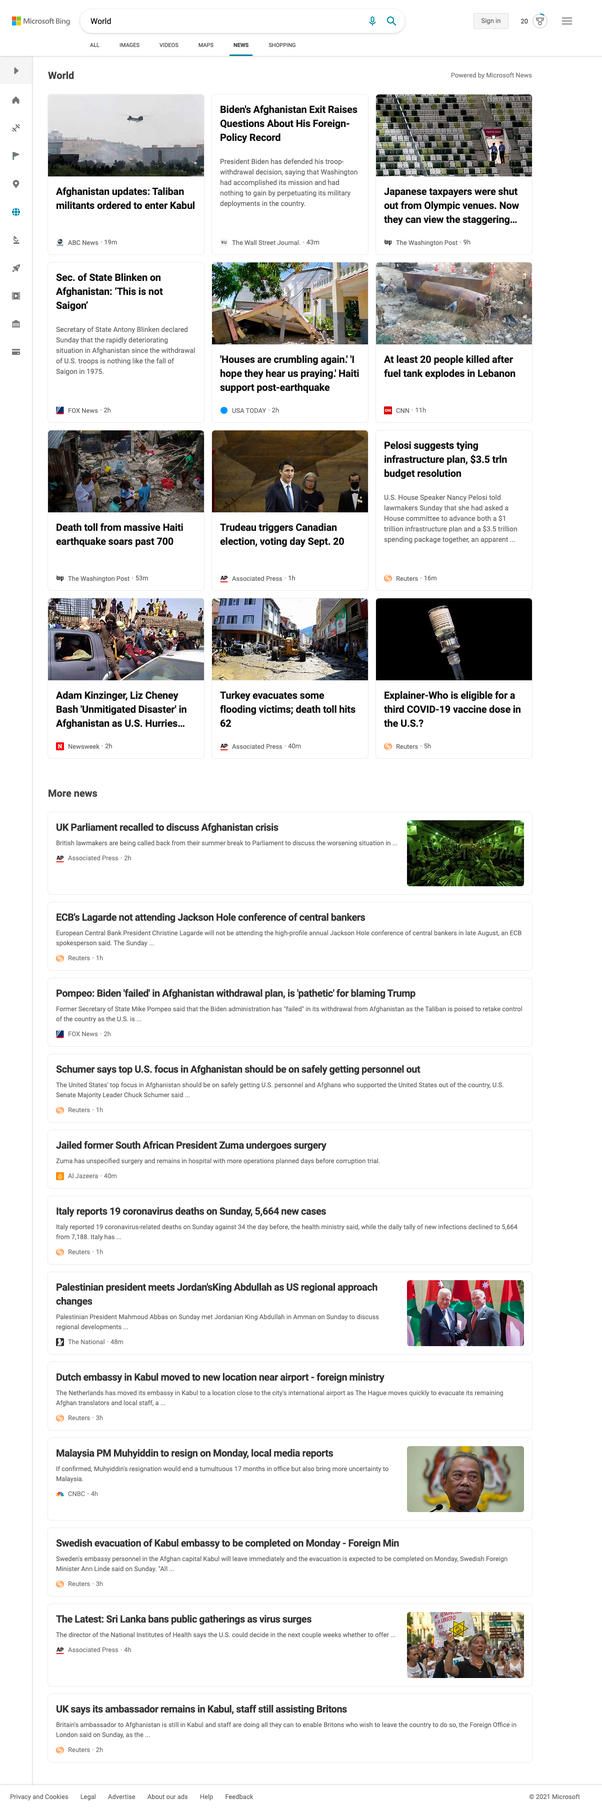 Microsoft Bing
World
Sign in
20
ALL
IMAGES
VIDEOS
MAPS
NEWS
SHOPPING
World
Powered by Microsoft News
Afghanistan updates: Taliban
militants ordered to enter Kabul
ABC News · 19m
Biden's Afghanistan Exit Raises
Questions About His Foreign-
Policy Record
President Biden has defended his troop-
withdrawal decision, saying that Washington
had accomplished its mission and had
nothing to gain by perpetuating its military
deployments in the country.
The Wall Street Journal. · 43m
Japanese taxpayers were shut
out from Olympic venues. Now
they can view the staggering...
The Washington Post · 9h
Sec. of State Blinken on
Afghanistan: 'This is not
Saigon'
Secretary of State Antony Blinken declared
Sunday that the rapidly deteriorating
situation in Afghanistan since the withdrawal
of U.S. troops is nothing like the fall of
Saigon in 1975.
FOX News · 2h
'Houses are crumbling again.' 'I
hope they hear us praying.' Haiti
support post-earthquake
USA TODAY · 2h
At least 20 people killed after
fuel tank explodes in Lebanon
CNN · 11h
Death toll from massive Haiti
earthquake soars past 700
The Washington Post · 53m
Trudeau triggers Canadian
election, voting day Sept. 20
AP Associated Press · 1h
Pelosi suggests tying
infrastructure plan, $3.5 trln
budget resolution
U.S. House Speaker Nancy Pelosi told
lawmakers Sunday that she had asked a
House committee to advance both a $1
trillion infrastructure plan and a $3.5 trillion
spending package together, an apparent ...
Reuters · 16m
Adam Kinzinger, Liz Cheney
Bash 'Unmitigated Disaster' in
Afghanistan as U.S. Hurries...
N Newsweek · 2h
Turkey evacuates some
flooding victims; death toll hits
62
AP Associated Press · 40m
Explainer-Who is eligible for a
third COVID-19 vaccine dose in
the U.S.?
Reuters · 5h
More news
UK Parliament recalled to discuss Afghanistan crisis
British lawmakers are being called back from their summer break to Parliament to discuss the worsening situation in ...
AP Associated Press · 2h
ECB's Lagarde not attending Jackson Hole conference of central bankers
European Central Bank President Christine Lagarde will not be attending the high-profile annual Jackson Hole conference of central bankers in late August, an ECB
spokesperson said. The Sunday ...
Reuters · 1h
Pompeo: Biden 'failed' in Afghanistan withdrawal plan, is 'pathetic' for blaming Trump
Former Secretary of State Mike Pompeo said that the Biden administration has "failed" in its withdrawal from Afghanistan as the Taliban is poised to retake control
of the country as the U.S. is ...
FOX News · 2h
Schumer says top U.S. focus in Afghanistan should be on safely getting personnel out
The United States' top focus in Afghanistan should be on safely getting U.S. personnel and Afghans who supported the United States out of the country, U.S.
Senate Majority Leader Chuck Schumer said ...
Reuters · 1h
Jailed former South African President Zuma undergoes surgery
Zuma has unspecified surgery and remains in hospital with more operations planned days before corruption trial.
Al Jazeera · 40m
Italy reports 19 coronavirus deaths on Sunday, 5,664 new cases
Italy reported 19 coronavirus-related deaths on Sunday against 34 the day before, the health ministry said, while the daily tally of new infections declined to 5,664
from 7,188. Italy has ...
Reuters · 1h
Palestinian president meets Jordan'sKing Abdullah as US regional approach
changes
Palestinian President Mahmoud Abbas on Sunday met Jordanian King Abdullah in Amman on Sunday to discuss
regional developments ...
The National · 48m
Dutch embassy in Kabul moved to new location near airport - foreign ministry
The Netherlands has moved its embassy in Kabul to a location close to the city's international airport as The Hague moves quickly to evacuate its remaining
Afghan translators and local staff, a ...
Reuters · 3h
Malaysia PM Muhyiddin to resign on Monday, local media reports
If confirmed, Muhyiddin's resignation would end a tumultuous 17 months in office but also bring more uncertainty to
Malaysia.
CNBC · 4h
Swedish evacuation of Kabul embassy to be completed on Monday - Foreign Min
Sweden's embassy personnel in the Afghan capital Kabul will leave immediately and the evacuation is expected to be completed on Monday, Swedish Foreign
Minister Ann Linde said on Sunday. "All ...
Reuters · 3h
The Latest: Sri Lanka bans public gatherings as virus surges
The director of the National Institutes of Health says the U.S. could decide in the next couple weeks whether to offer ...
AP Associated Press · 4h
UK says its ambassador remains in Kabul, staff still assisting Britons
Britain's ambassador to Afghanistan is still in Kabul and staff are doing all they can to enable Britons who wish to leave the country to do so, the Foreign Office in
London said on Sunday, as the ...
Reuters · 2h
Privacy and Cookies
Legal
Advertise
About our ads
Help
Feedback
© 2021 Microsoft